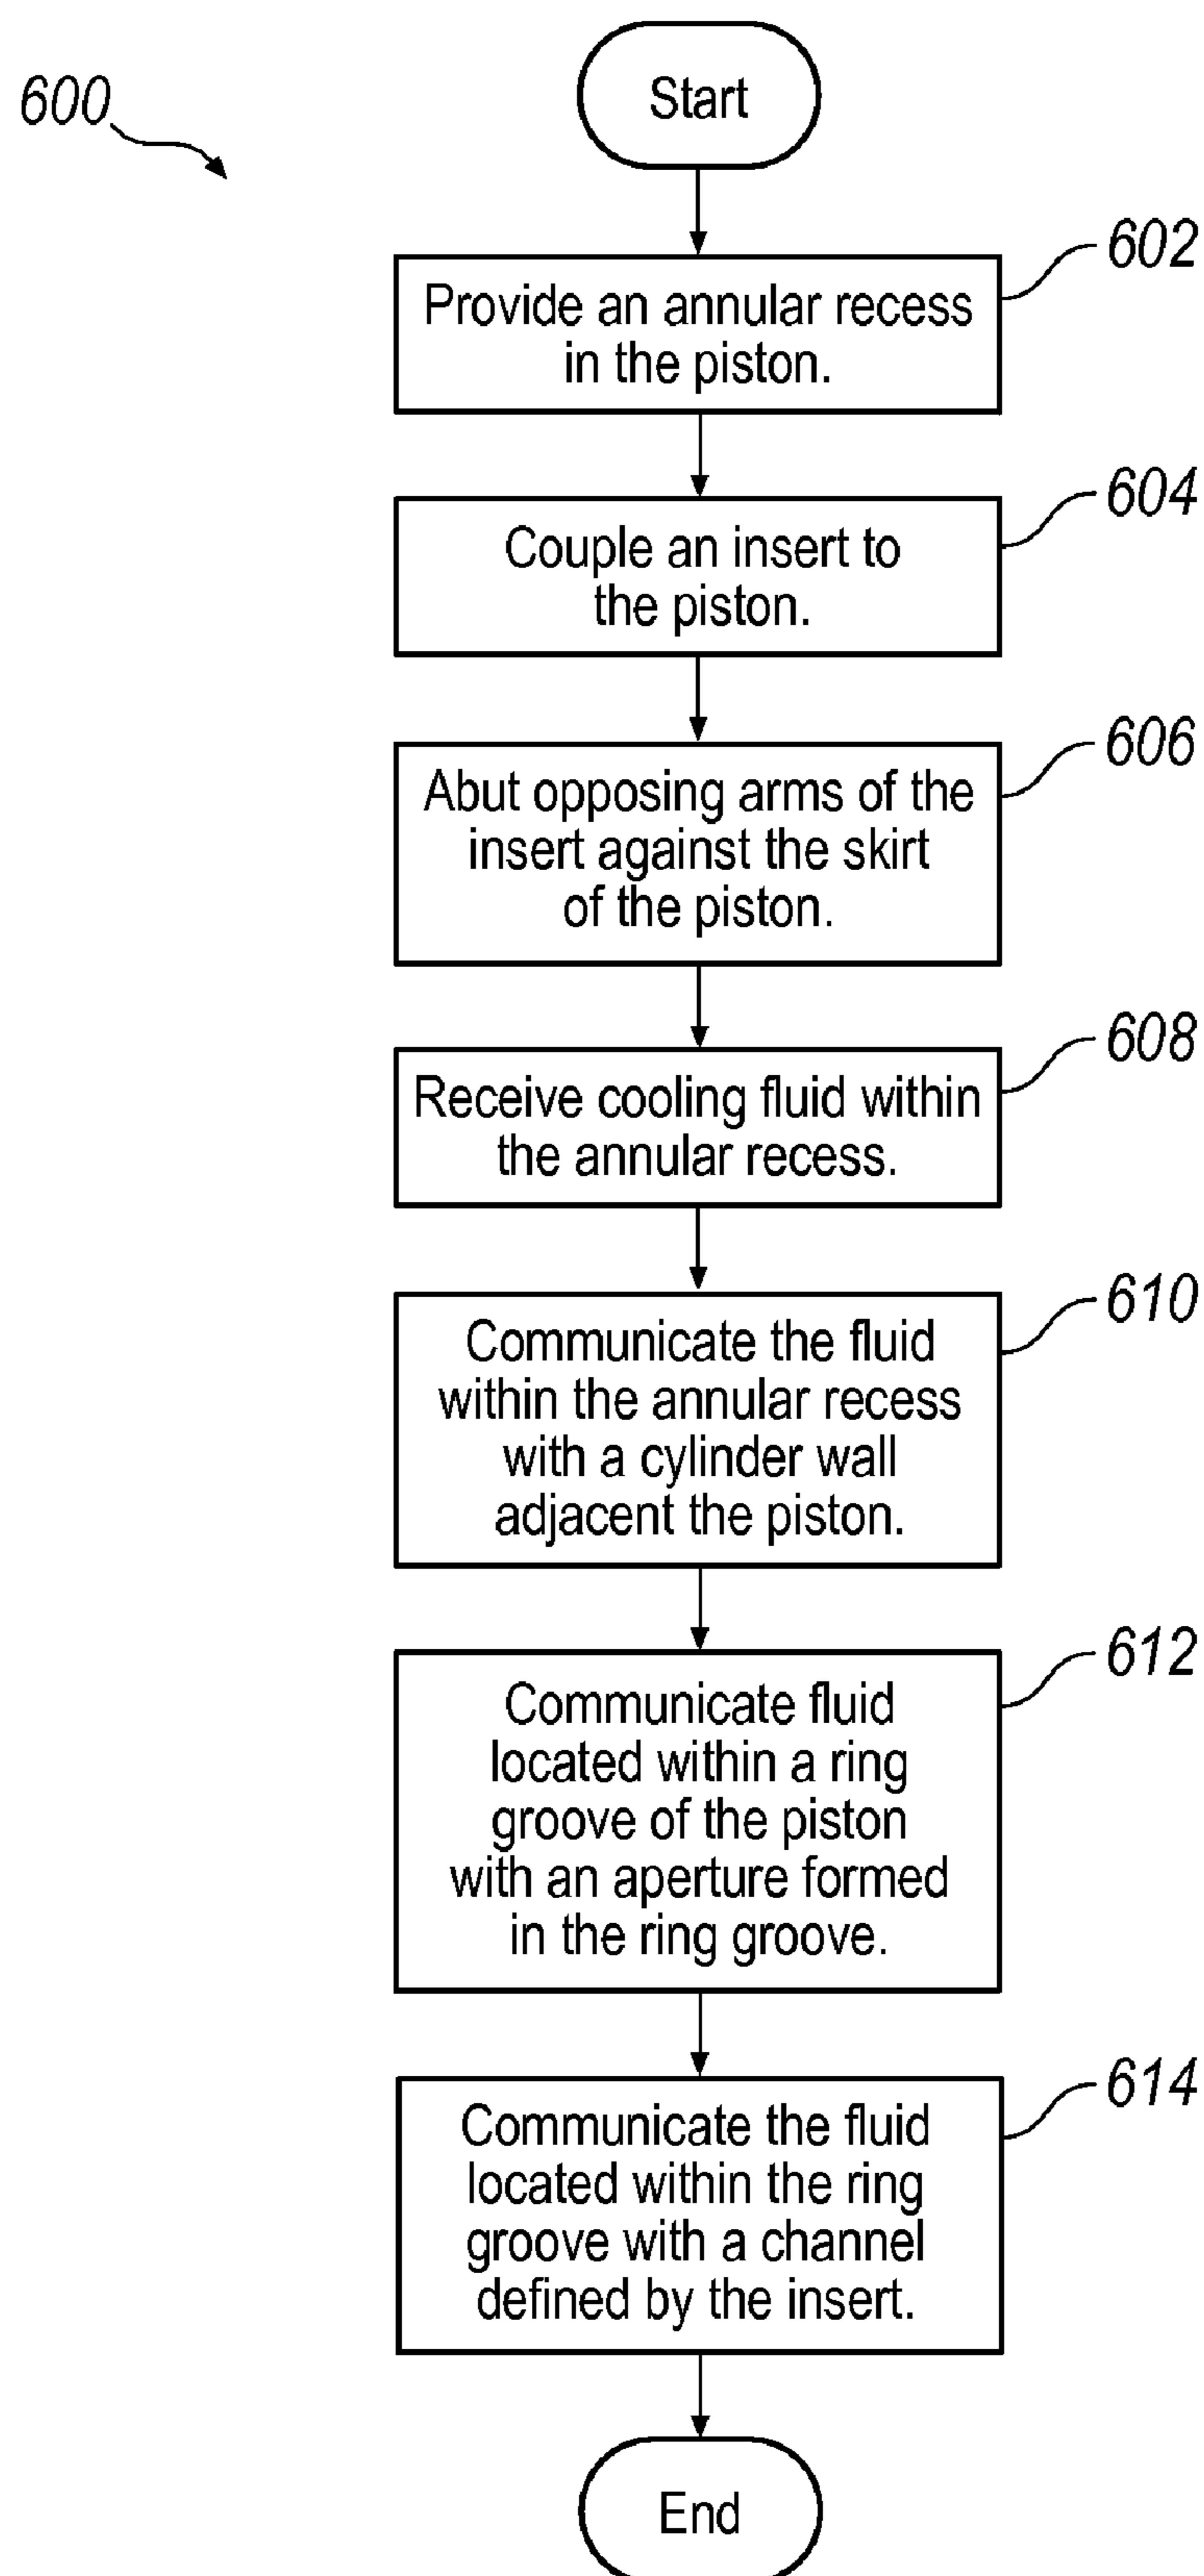 600
Start
602
Provide an annular recess
in the piston.
604
Couple an insert to
the piston.
606
Abut opposing arms of the
insert against the skirt
of the piston.
608
Receive cooling fluid within
the annular recess.
610
Communicate the fluid
within the annular recess
with a cylinder wall
adjacent the piston.
612
Communicate fluid
located within a ring
groove of the piston
with an aperture formed
in the ring groove.
614
Communicate the fluid
located within the ring
groove with a channel
defined by the insert.
End